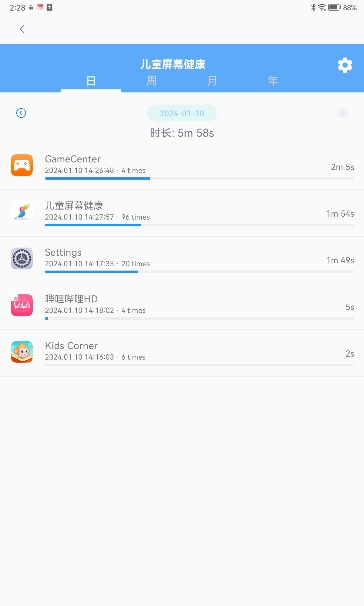 2:28
88%
儿童屏幕健康
日 周 月 年
2024-01-10
时长: 5m 58s
GameCenter
2024.01.10 14:26:48 · 4 times
2m 5s
儿童屏幕健康
2024.01.10 14:27:57 · 96 times
1m 54s
Settings
2024.01.10 14:17:35 · 20 times
1m 49s
哔哩哔哩HD
2024.01.10 14:18:02 · 4 times
5s
Kids Corner
2024.01.10 14:16:03 · 6 times
2s